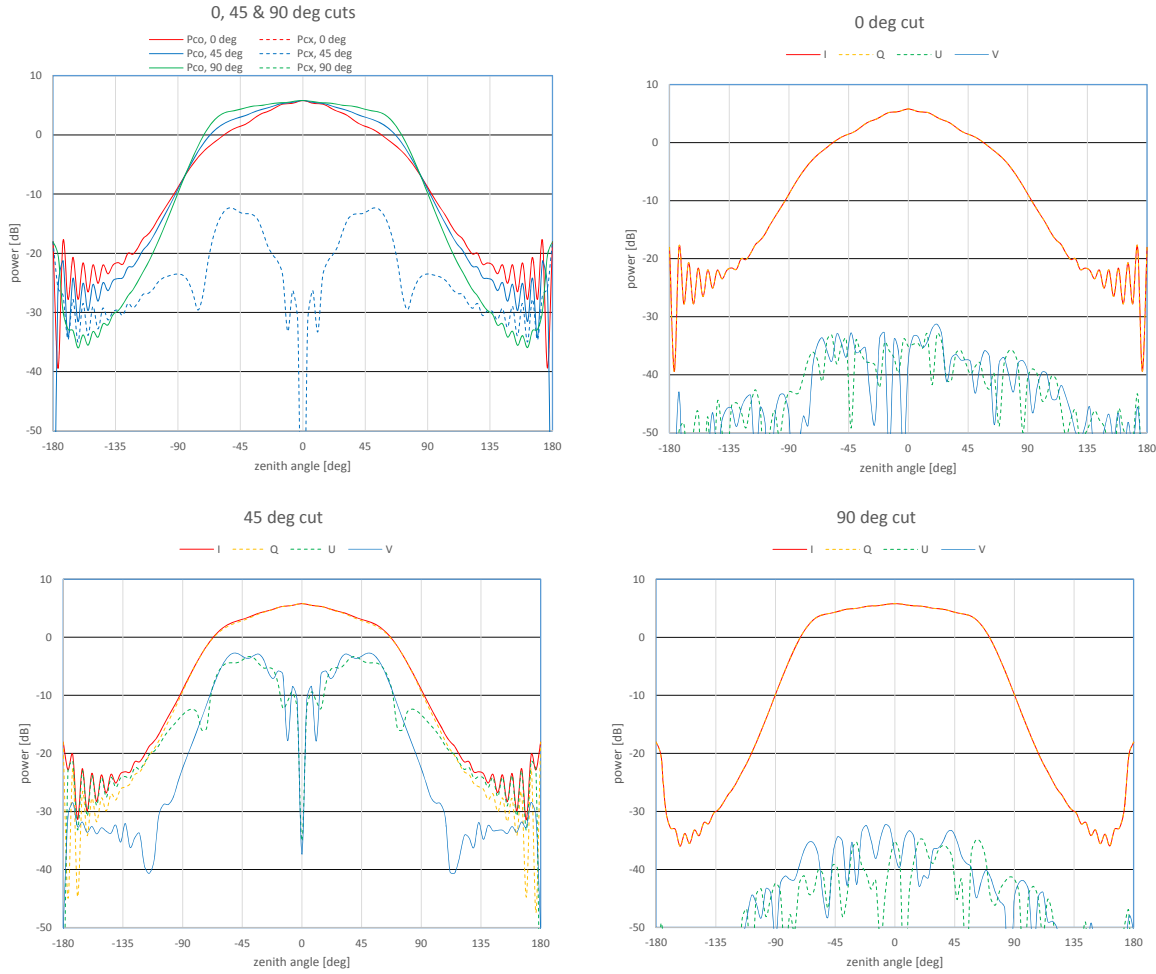 0, 45 & 90 deg cuts
Pco, 0 deg Pcx, 0 deg
Pco, 45 deg Pcx, 45 deg
Pco, 90 deg Pcx, 90 deg
10
0
-10
-20
-30
-40
-50
power [dB]
-180 -135 -90 -45 0 45 90 135 180
zenith angle [deg]
0 deg cut
I Q U V
10
0
-10
-20
-30
-40
-50
power [dB]
-180 -135 -90 -45 0 45 90 135 180
zenith angle [deg]
45 deg cut
I Q U V
10
0
-10
-20
-30
-40
-50
power [dB]
-180 -135 -90 -45 0 45 90 135 180
zenith angle [deg]
90 deg cut
I Q U V
10
0
-10
-20
-30
-40
-50
power [dB]
-180 -135 -90 -45 0 45 90 135 180
zenith angle [deg]